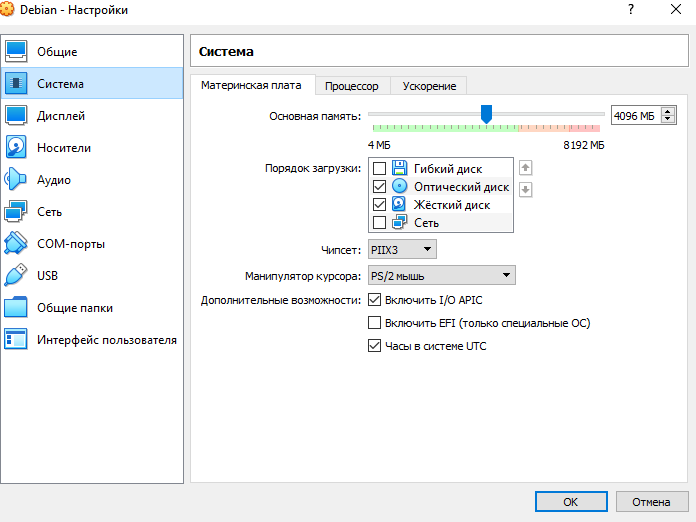 Debian - Настройки
?
Общие
Система
Дисплей
Носители
Аудио
Сеть
COM-порты
USB
Общие папки
Интерфейс пользователя
Система
Материнская плата Процессор Ускорение
Основная память: 4096 МБ
4 МБ 8192 МБ
Порядок загрузки: Гибкий диск
Оптический диск
Жёсткий диск
Сеть
Чипсет: PIIX3
Манипулятор курсора: PS/2 мышь
Дополнительные возможности: Включить I/O APIC
Включить EFI (только специальные ОС)
Часы в системе UTC
OK Отмена